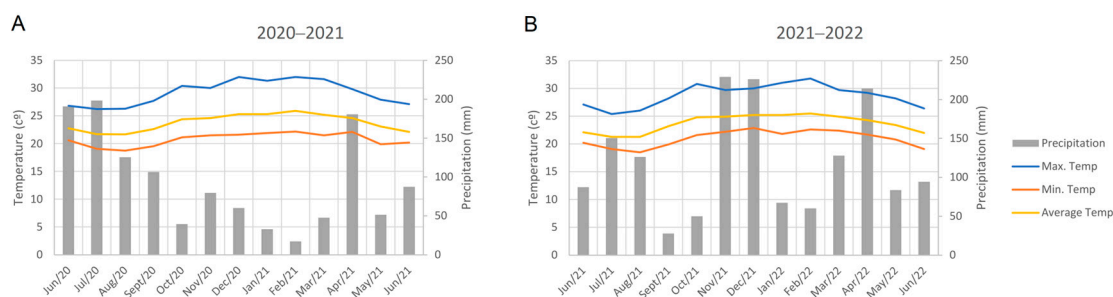 A
2020–2021
Temperature (cº)
35
30
25
20
15
10
5
0
250
200
150
100
50
0
Precipitation (mm)
Jun/20
Jul/20
Aug/20
Sept/20
Oct/20
Nov/20
Dec/20
Jan/21
Feb/21
Mar/21
Apr/21
May/21
Jun/21
B
2021–2022
Temperature (cº)
35
30
25
20
15
10
5
0
250
200
150
100
50
0
Precipitation (mm)
Jun/21
Jul/21
Aug/21
Sept/21
Oct/21
Nov/21
Dec/21
Jan/22
Feb/22
Mar/22
Apr/22
May/22
Jun/22
Precipitation
Max. Temp
Min. Temp
Average Temp